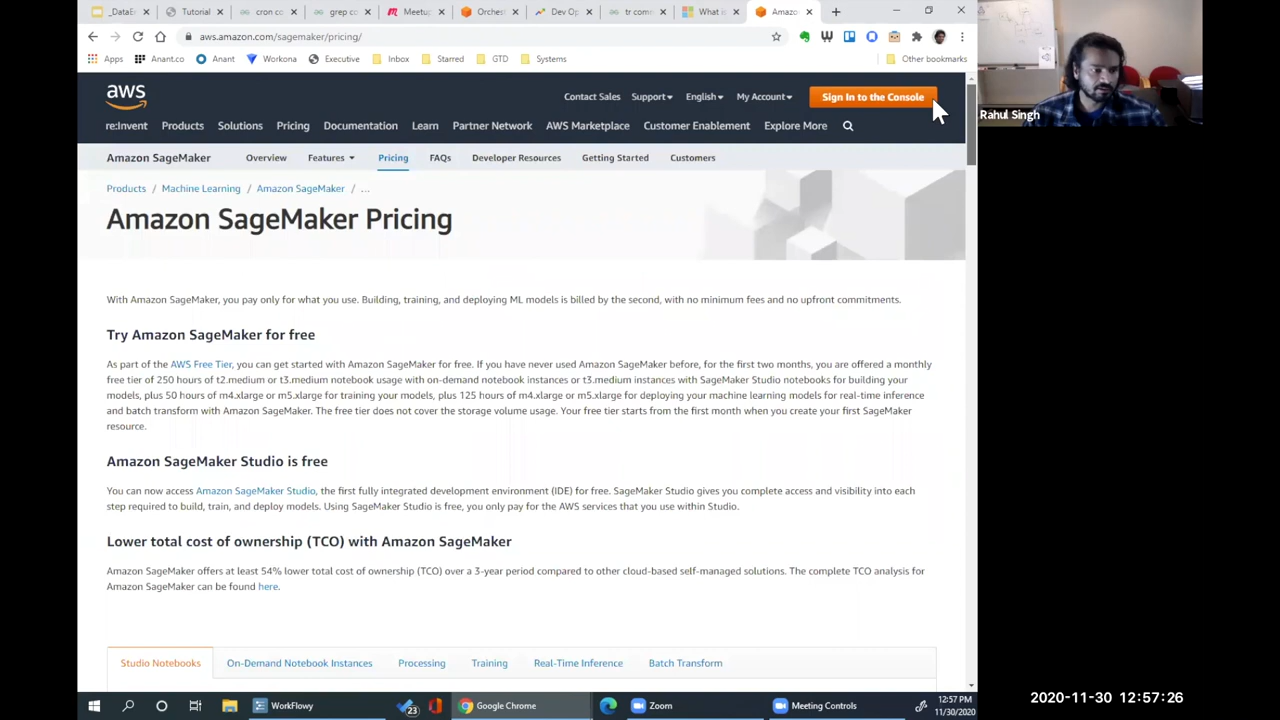 _DataE
Tutorial
cron co
grep co
Meetup
Orches
Dev Op
tr comm
What is
Amazo
aws.amazon.com/sagemaker/pricing/
Apps
Anant.co
Anant
Workona
Executive
Inbox
Starred
GTD
Systems
Other bookmarks
aws
Contact Sales
Support
English
My Account
Sign In to the Console
re:Invent
Products
Solutions
Pricing
Documentation
Learn
Partner Network
AWS Marketplace
Customer Enablement
Explore More
Rahul Singh
Amazon SageMaker
Overview
Features
Pricing
FAQs
Developer Resources
Getting Started
Customers
Products / Machine Learning / Amazon SageMaker / ...
Amazon SageMaker Pricing
With Amazon SageMaker, you pay only for what you use. Building, training, and deploying ML models is billed by the second, with no minimum fees and no upfront commitments.
Try Amazon SageMaker for free
As part of the AWS Free Tier, you can get started with Amazon SageMaker for free. If you have never used Amazon SageMaker before, for the first two months, you are offered a monthly
free tier of 250 hours of t2.medium or t3.medium notebook usage with on-demand notebook instances or t3.medium instances with SageMaker Studio notebooks for building your
models, plus 50 hours of m4.xlarge or m5.xlarge for training your models, plus 125 hours of m4.xlarge or m5.xlarge for deploying your machine learning models for real-time inference
and batch transform with Amazon SageMaker. The free tier does not cover the storage volume usage. Your free tier starts from the first month when you create your first SageMaker
resource.
Amazon SageMaker Studio is free
You can now access Amazon SageMaker Studio, the first fully integrated development environment (IDE) for free. SageMaker Studio gives you complete access and visibility into each
step required to build, train, and deploy models. Using SageMaker Studio is free, you only pay for the AWS services that you use within Studio.
Lower total cost of ownership (TCO) with Amazon SageMaker
Amazon SageMaker offers at least 54% lower total cost of ownership (TCO) over a 3-year period compared to other cloud-based self-managed solutions. The complete TCO analysis for
Amazon SageMaker can be found here.
Studio Notebooks
On-Demand Notebook Instances
Processing
Training
Real-Time Inference
Batch Transform
WorkFlowy
23
Google Chrome
Zoom
Meeting Controls
12:57 PM
11/30/2020
2020-11-30 12:57:26